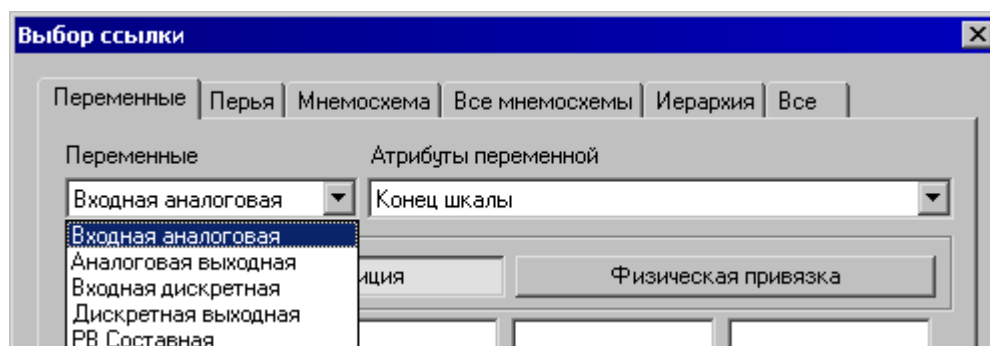 Выбор ссылки
Переменные Перья Мнемосхема Все мнемосхемы Иерархия Все
Переменные Атрибуты переменной
Входная аналоговая Конец шкалы
Входная аналоговая
Аналоговая выходная
иция Физическая привязка
Входная дискретная
Дискретная выходная
РВ Составная